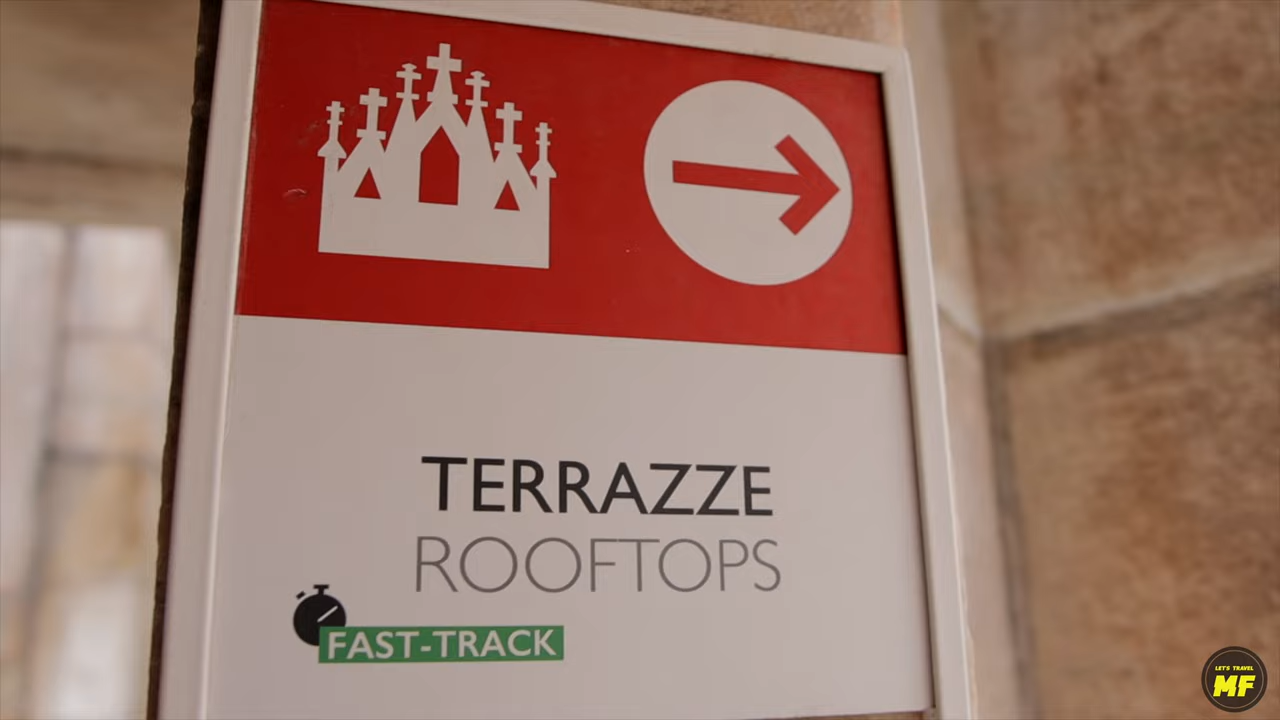 TERRAZZE
ROOFTOPS
FAST-TRACK
LET'S TRAVEL
MF